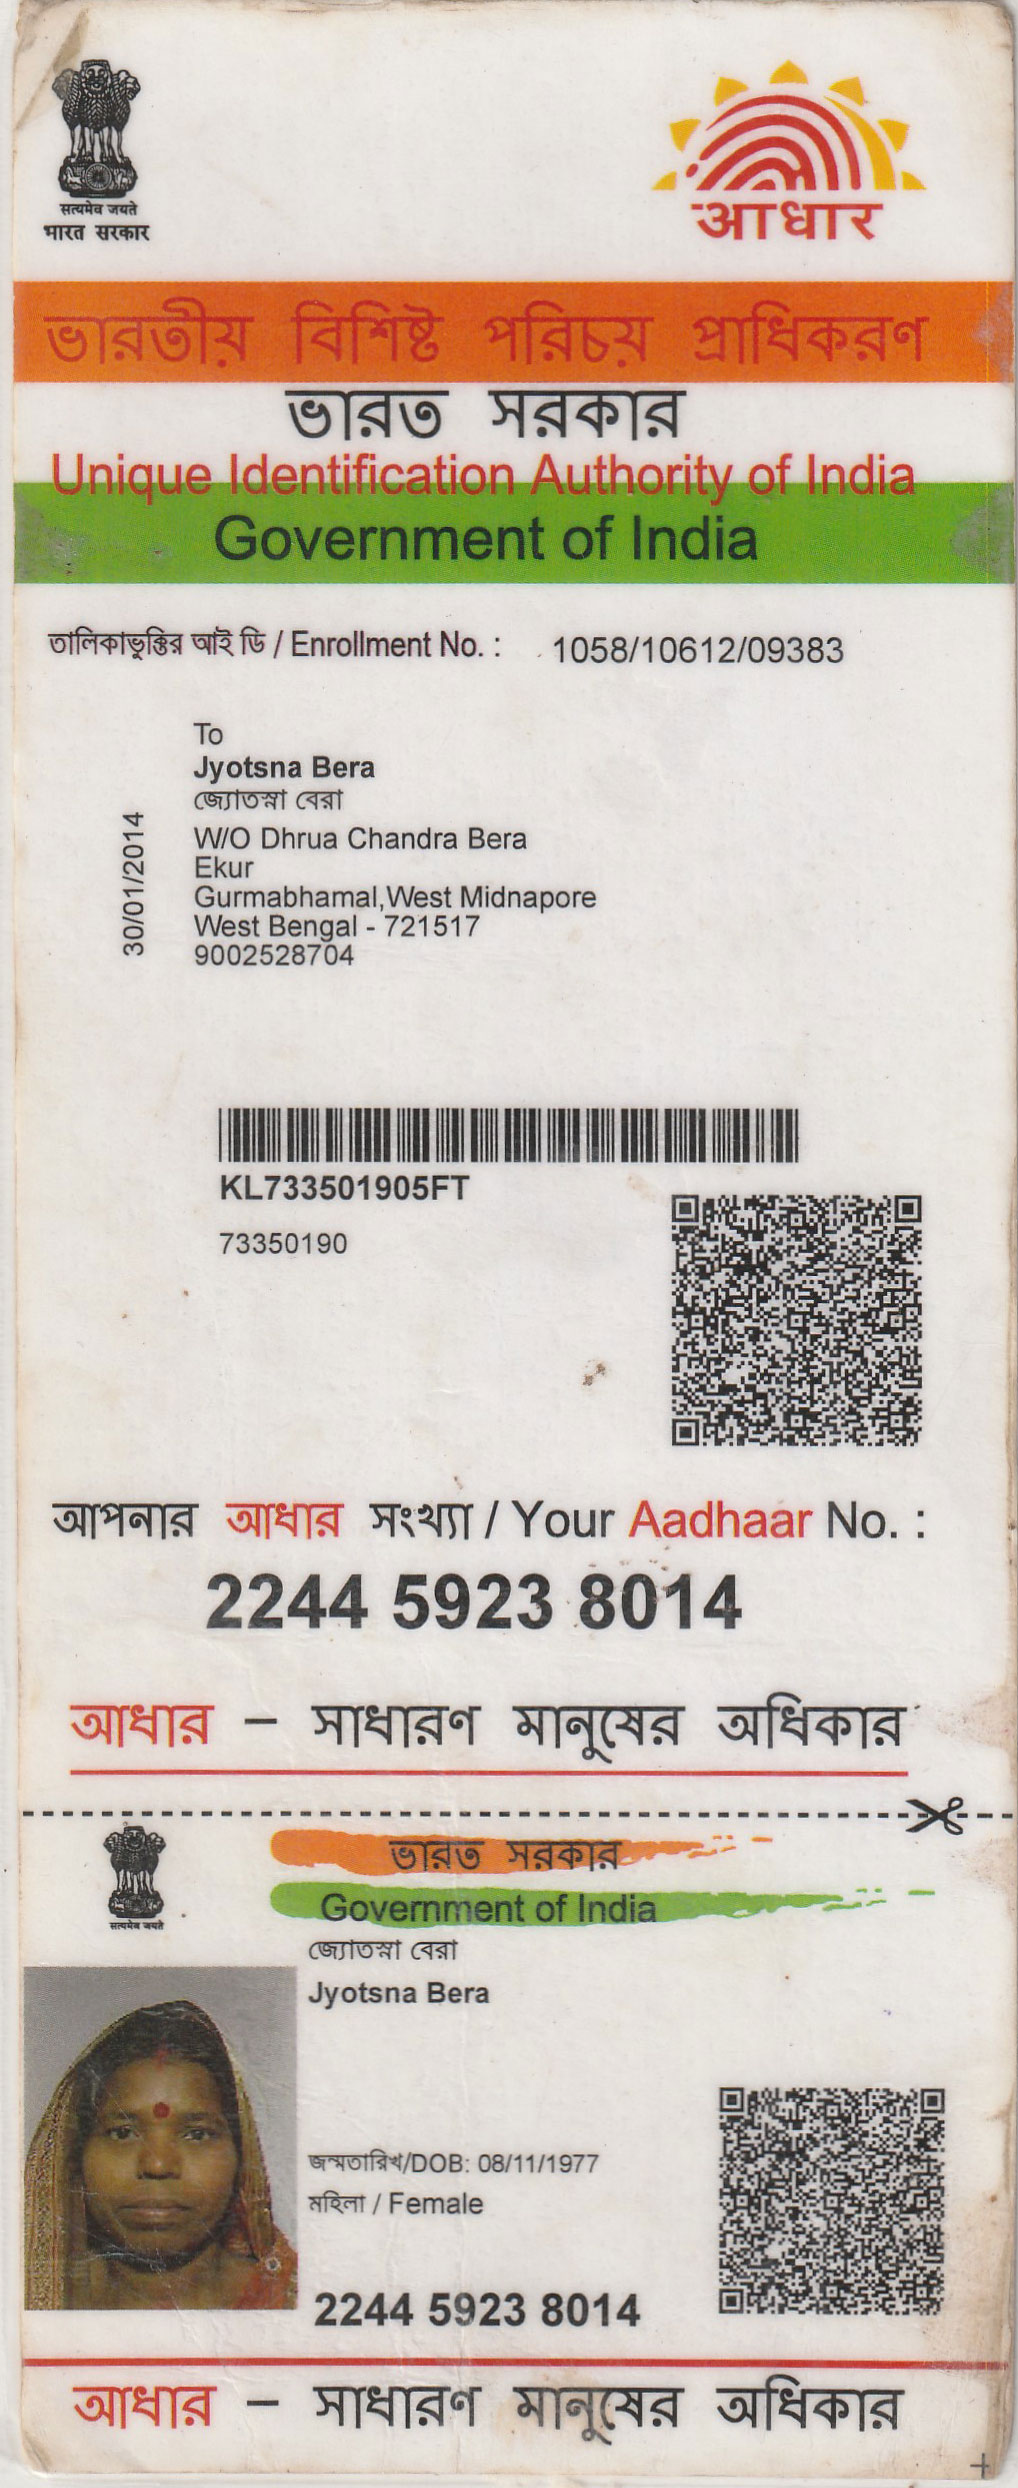 सत्यमेव जयते
भारत सरकार
आधार
ভারতীয় বিশিষ্ট পরিচয় প্রাধিকরণ
ভারত সরকার
Unique Identification Authority of India
Government of India
তালিকাভুক্তির আই ডি / Enrollment No. : 1058/10612/09383
To
Jyotsna Bera
জ্যোতস্না বেরা
W/O Dhrua Chandra Bera
Ekur
Gurmabhamal,West Midnapore
West Bengal - 721517
9002528704
30/01/2014
KL733501905FT
73350190
আপনার আধার সংখ্যা / Your Aadhaar No. :
2244 5923 8014
আধার – সাধারণ মানুষের অধিকার
सत्यमेव जयते
ভারত সরকার
Government of India
জ্যোতস্না বেরা
Jyotsna Bera
জন্মতারিখ/DOB: 08/11/1977
মহিলা / Female
2244 5923 8014
আধার – সাধারণ মানুষের অধিকার